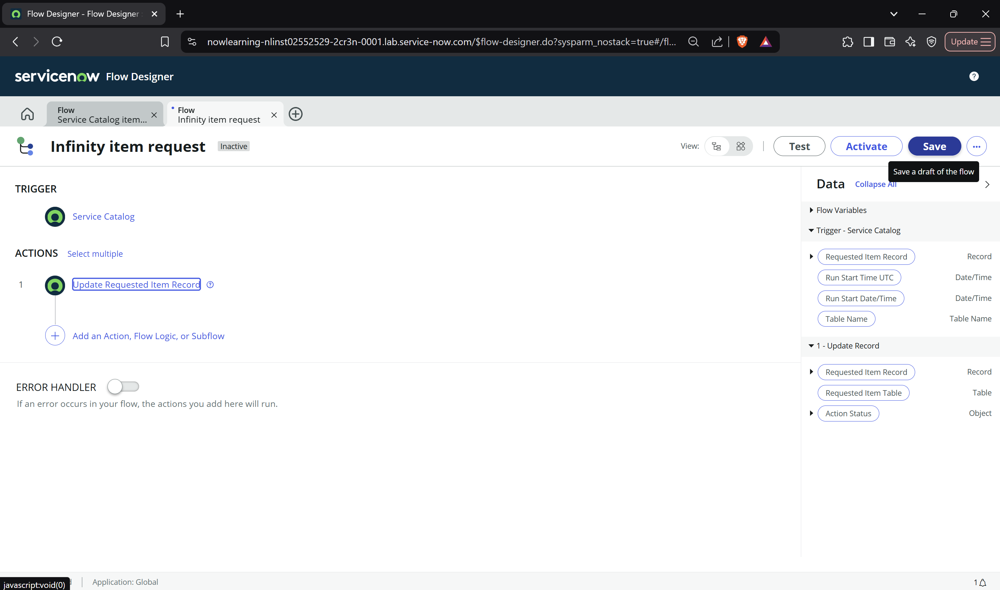 Flow Designer - Flow Designer
nowlearning-nlinst02552529-2cr3n-0001.lab.service-now.com/$flow-designer.do?sysparm_nostack=true#/fl...
Update
servicenow Flow Designer
?
Flow
Service Catalog item...
Flow
Infinity item request
Infinity item request
Inactive
View:
Test
Activate
Save
...
Save a draft of the flow
TRIGGER
Service Catalog
ACTIONS
Select multiple
1
Update Requested Item Record
?
Add an Action, Flow Logic, or Subflow
ERROR HANDLER
If an error occurs in your flow, the actions you add here will run.
Data
Collapse All
Flow Variables
Trigger - Service Catalog
Requested Item Record Record
Run Start Time UTC Date/Time
Run Start Date/Time Date/Time
Table Name Table Name
1 - Update Record
Requested Item Record Record
Requested Item Table Table
Action Status Object
javascript:void(0)
Application: Global
1